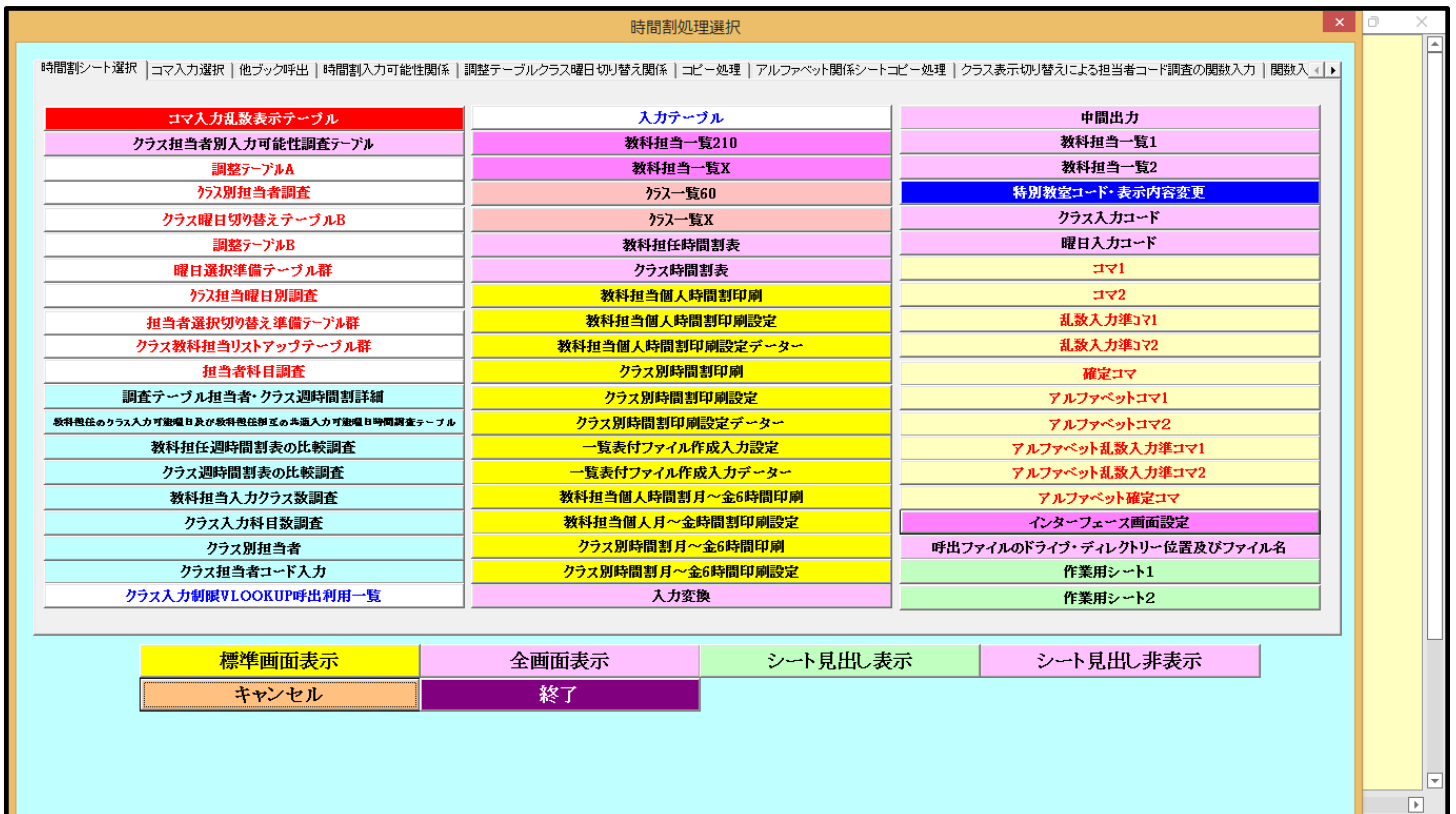 時間割処理選択
時間割シート選択 コマ入力選択 他ブック呼出 時間割入力可能性関係 調整テーブルクラス曜日切り替え関係 コピー処理 アルファベット関係シートコピー処理 クラス表示切り替えによる担当者コード調査の関数入力 関数入
コマ入力乱数表示テーブル
クラス担当者別入力可能性調査テーブル
調整テーブルA
クラス別担当者調査
クラス曜日切り替えテーブルB
調整テーブルB
曜日選択準備テーブル群
クラス担当曜日別調査
担当者選択切り替え準備テーブル群
クラス教科担当リストアップテーブル群
担当者科目調査
調査テーブル担当者・クラス週時間割詳細
教科担任のクラス入力可能曜日及び教科担任相互の共通入力可能曜日時間調査テーブル
教科担任週時間割表の比較調査
クラス週時間割表の比較調査
教科担当入力クラス数調査
クラス入力科目数調査
クラス別担当者
クラス担当者コード入力
クラス入力制限VLOOKUP呼出利用一覧
入力テーブル
教科担当一覧210
教科担当一覧X
クラス一覧60
クラス一覧X
教科担任時間割表
クラス時間割表
教科担当個人時間割印刷
教科担当個人時間割印刷設定
教科担当個人時間割印刷設定データー
クラス別時間割印刷
クラス別時間割印刷設定
クラス別時間割印刷設定データー
一覧表付ファイル作成入力設定
一覧表付ファイル作成入力データー
教科担当個人時間割月～金6時間印刷
教科担当個人月～金時間割印刷設定
クラス別時間割月～金6時間印刷
クラス別時間割月～金6時間印刷設定
入力変換
中間出力
教科担当一覧1
教科担当一覧2
特別教室コード・表示内容変更
クラス入力コード
曜日入力コード
コマ1
コマ2
乱数入力準コマ1
乱数入力準コマ2
確定コマ
アルファベットコマ1
アルファベットコマ2
アルファベット乱数入力準コマ1
アルファベット乱数入力準コマ2
アルファベット確定コマ
インターフェース画面設定
呼出ファイルのドライブ・ディレクトリー位置及びファイル名
作業用シート1
作業用シート2
標準画面表示 全画面表示 シート見出し表示 シート見出し非表示
キャンセル 終了